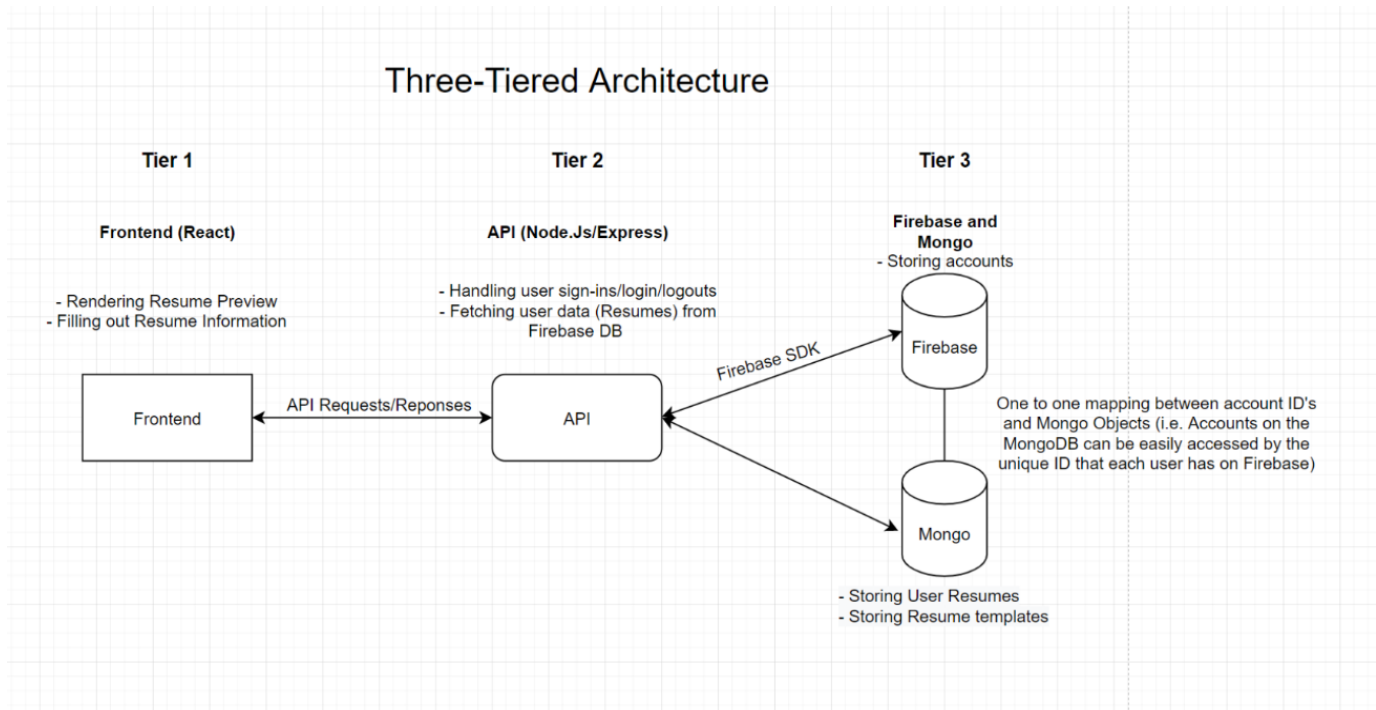 Three-Tiered Architecture
Tier 1
Tier 2
Tier 3
Frontend (React)
API (Node.Js/Express)
Firebase and
Mongo
- Storing accounts
- Rendering Resume Preview
- Filling out Resume Information
- Handling user sign-ins/login/logouts
- Fetching user data (Resumes) from
Firebase DB
Frontend
API Requests/Reponses
API
Firebase SDK
Firebase
One to one mapping between account ID's
and Mongo Objects (i.e. Accounts on the
MongoDB can be easily accessed by the
unique ID that each user has on Firebase)
Mongo
- Storing User Resumes
- Storing Resume templates